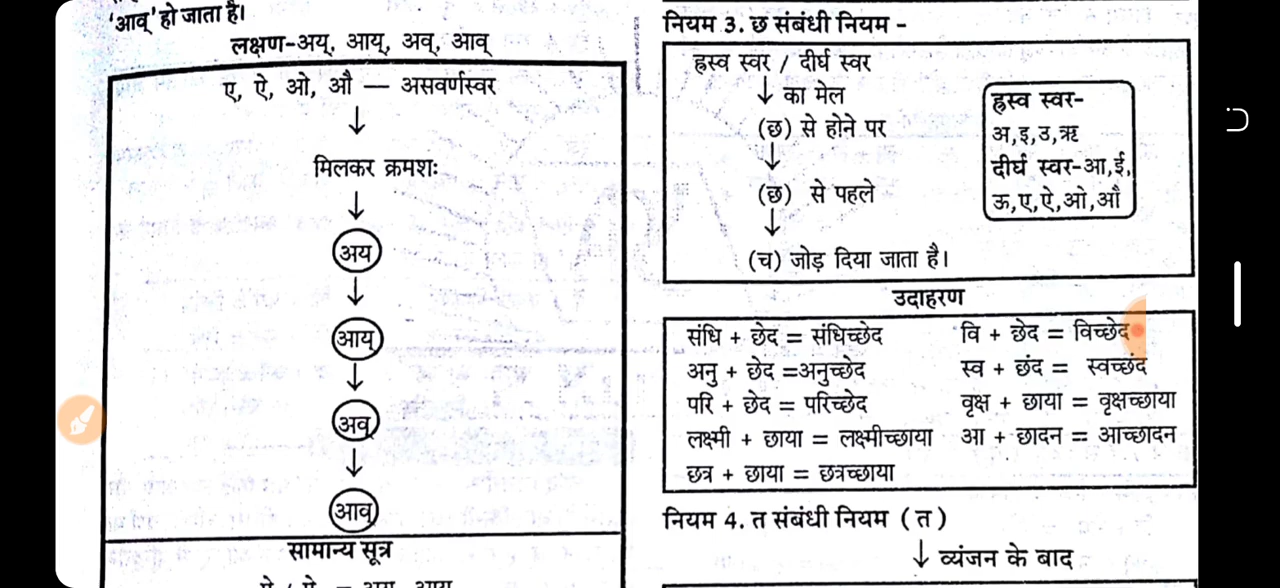 'आव्' हो जाता है।
लक्षण-अय्, आय्, अव्, आव्
ए, ऐ, ओ, औ — असवर्णस्वर
↓
मिलकर क्रमशः
↓
अय
↓
आय्
↓
अव्
↓
आव्
सामान्य सूत्र
नियम 3. छ संबंधी नियम -
ह्रस्व स्वर / दीर्घ स्वर
↓ का मेल
(छ) से होने पर
↓
(छ) से पहले
↓
(च) जोड़ दिया जाता है।
ह्रस्व स्वर-
अ,इ,उ,ऋ
दीर्घ स्वर-आ,ई,
ऊ,ए,ऐ,ओ,औ
उदाहरण
संधि + छेद = संधिच्छेद वि + छेद = विच्छेद
अनु + छेद =अनुच्छेद स्व + छंद = स्वच्छंद
परि + छेद = परिच्छेद वृक्ष + छाया = वृक्षच्छाया
लक्ष्मी + छाया = लक्ष्मीच्छाया आ + छादन = आच्छादन
छत्र + छाया = छत्रच्छाया
नियम 4. त संबंधी नियम (त)
↓ व्यंजन के बाद